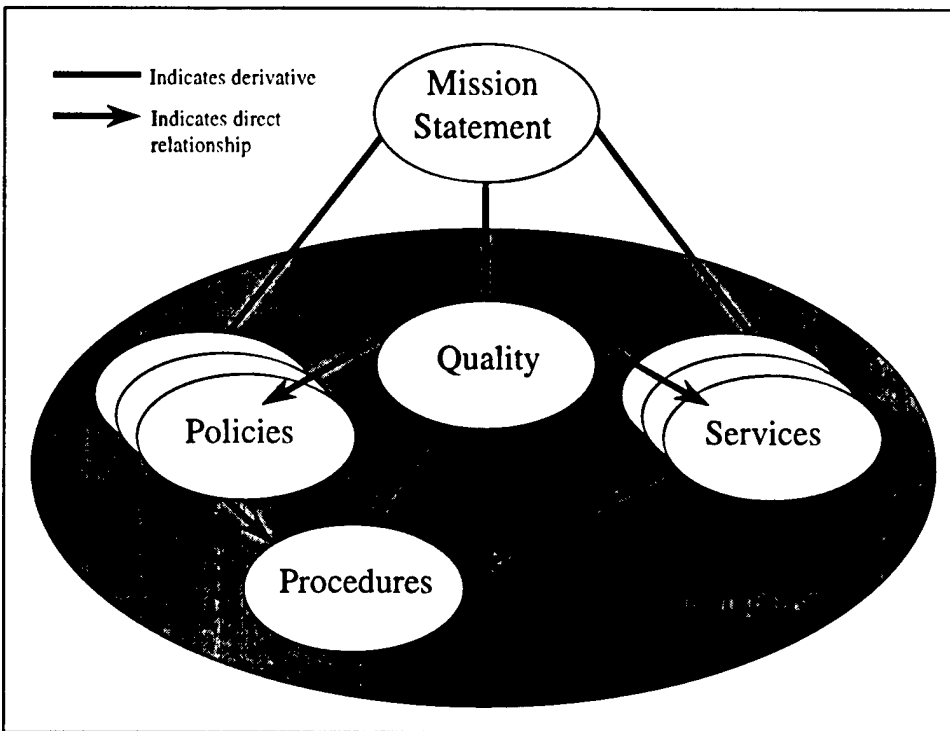 Indicates derivative
Indicates direct
relationship
Mission
Statement
Quality
Policies
Services
Procedures